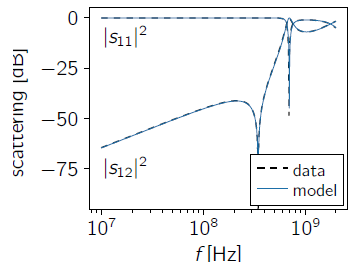 scattering [dB]
0
−25
−50
−75
|s₁₁|²
|s₁₂|²
data
model
10⁷
10⁸
10⁹
f [Hz]